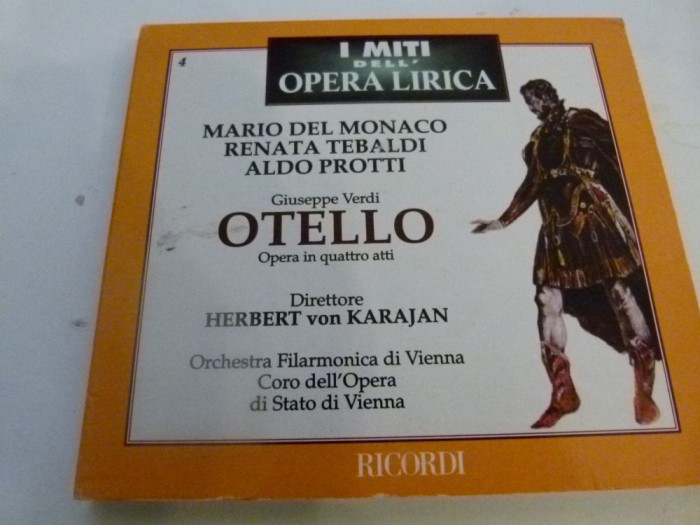 4
I MITI
DELL'
OPERA LIRICA
MARIO DEL MONACO
RENATA TEBALDI
ALDO PROTTI
Giuseppe Verdi
OTELLO
Opera in quattro atti
Direttore
HERBERT von KARAJAN
Orchestra Filarmonica di Vienna
Coro dell'Opera
di Stato di Vienna
RICORDI